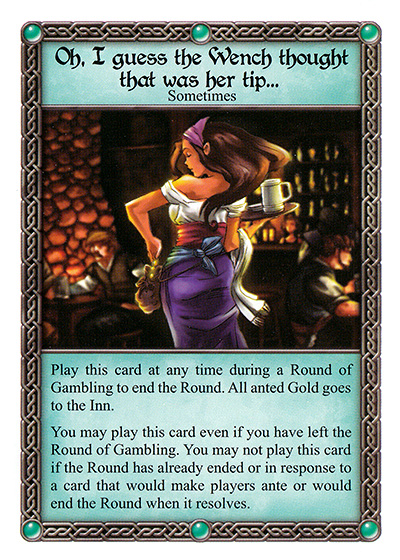 Oh, I guess the Wench thought
that was her tip...
Sometimes
Play this card at any time during a Round of
Gambling to end the Round. All anted Gold goes
to the Inn.
You may play this card even if you have left the
Round of Gambling. You may not play this card
if the Round has already ended or in response to
a card that would make players ante or would
end the Round when it resolves.